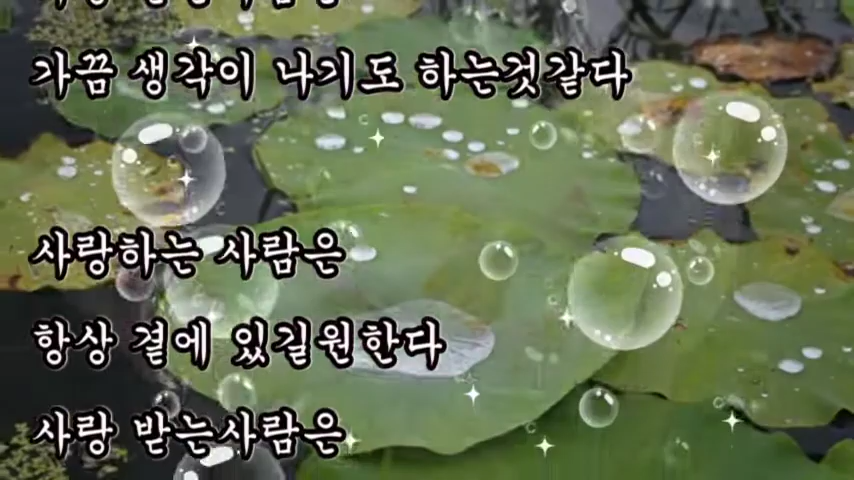 가끔 생각이 나기도 하는것같다
사랑하는 사람은
항상 곁에 있길원한다
사랑 받는사람은